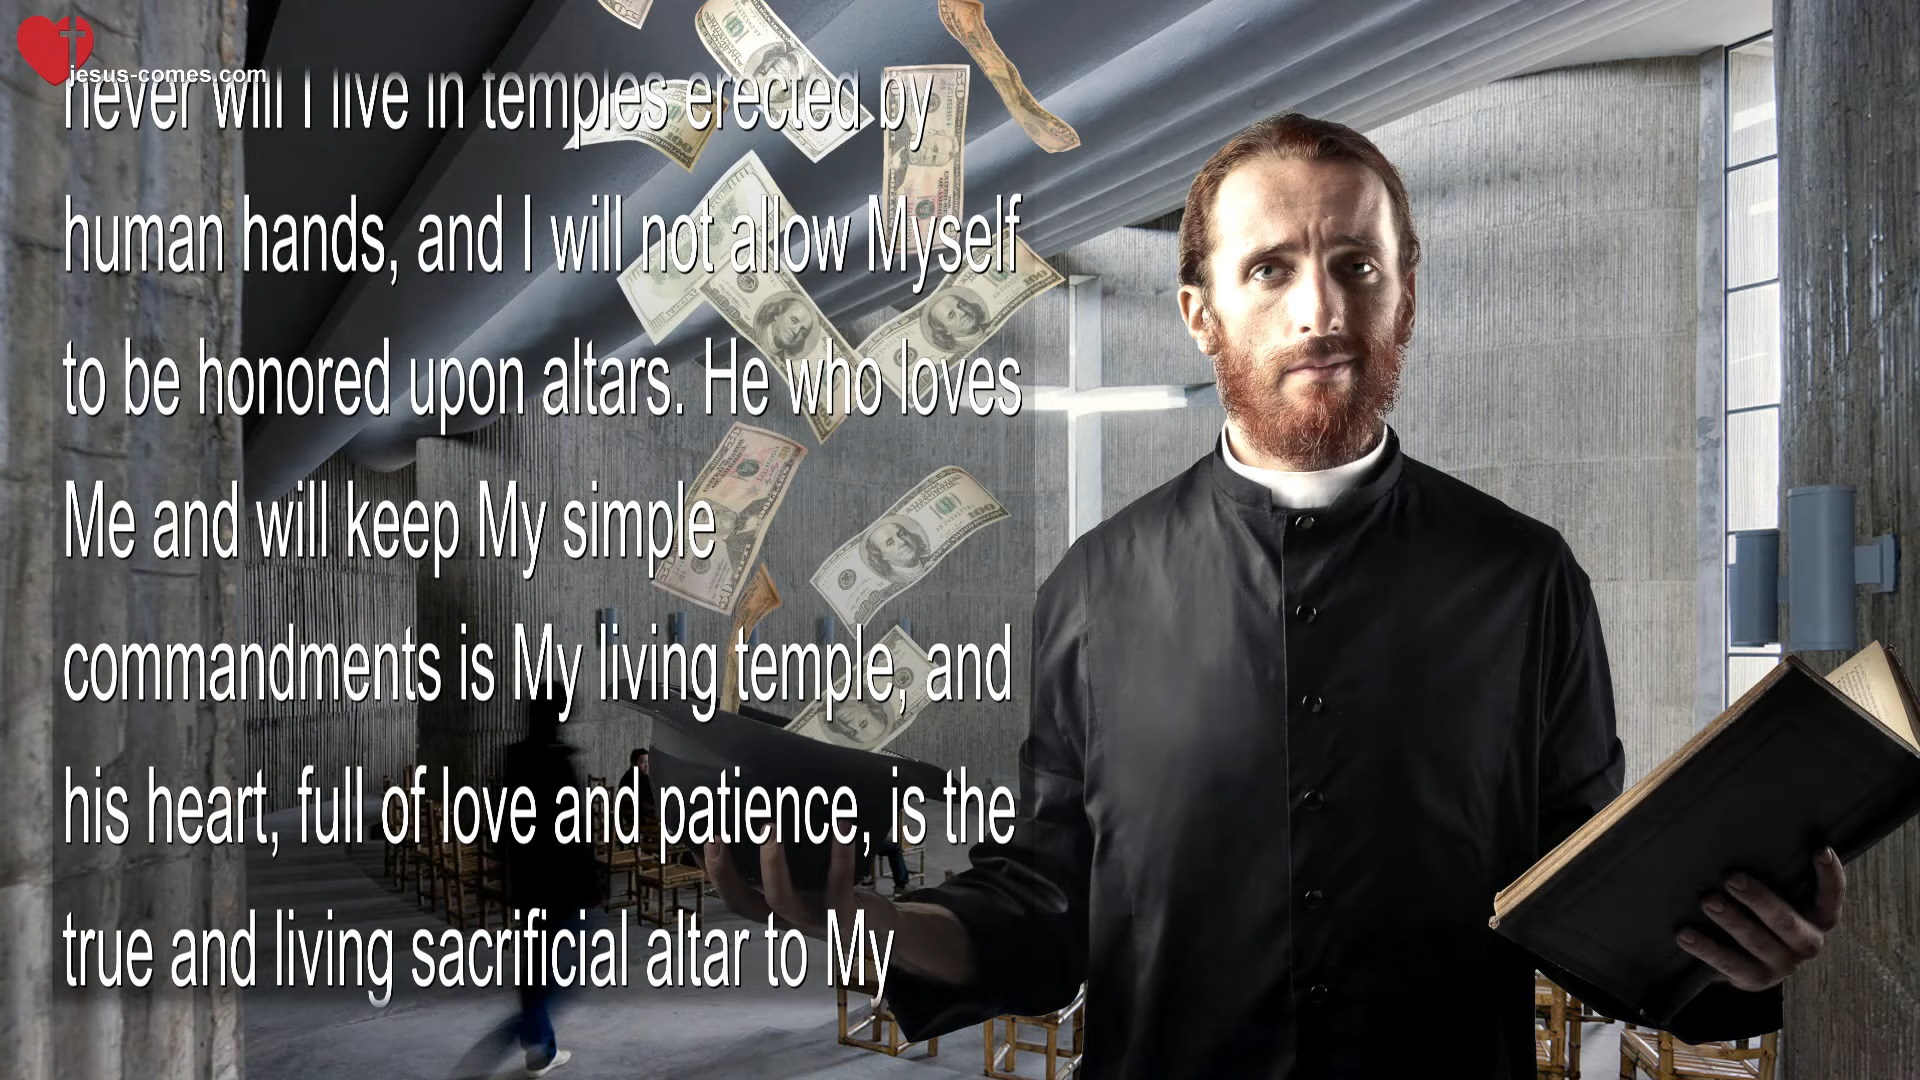 jesus-comes.com
never will I live in temples erected by
human hands, and I will not allow Myself
to be honored upon altars. He who loves
Me and will keep My simple
commandments is My living temple, and
his heart, full of love and patience, is the
true and living sacrificial altar to My